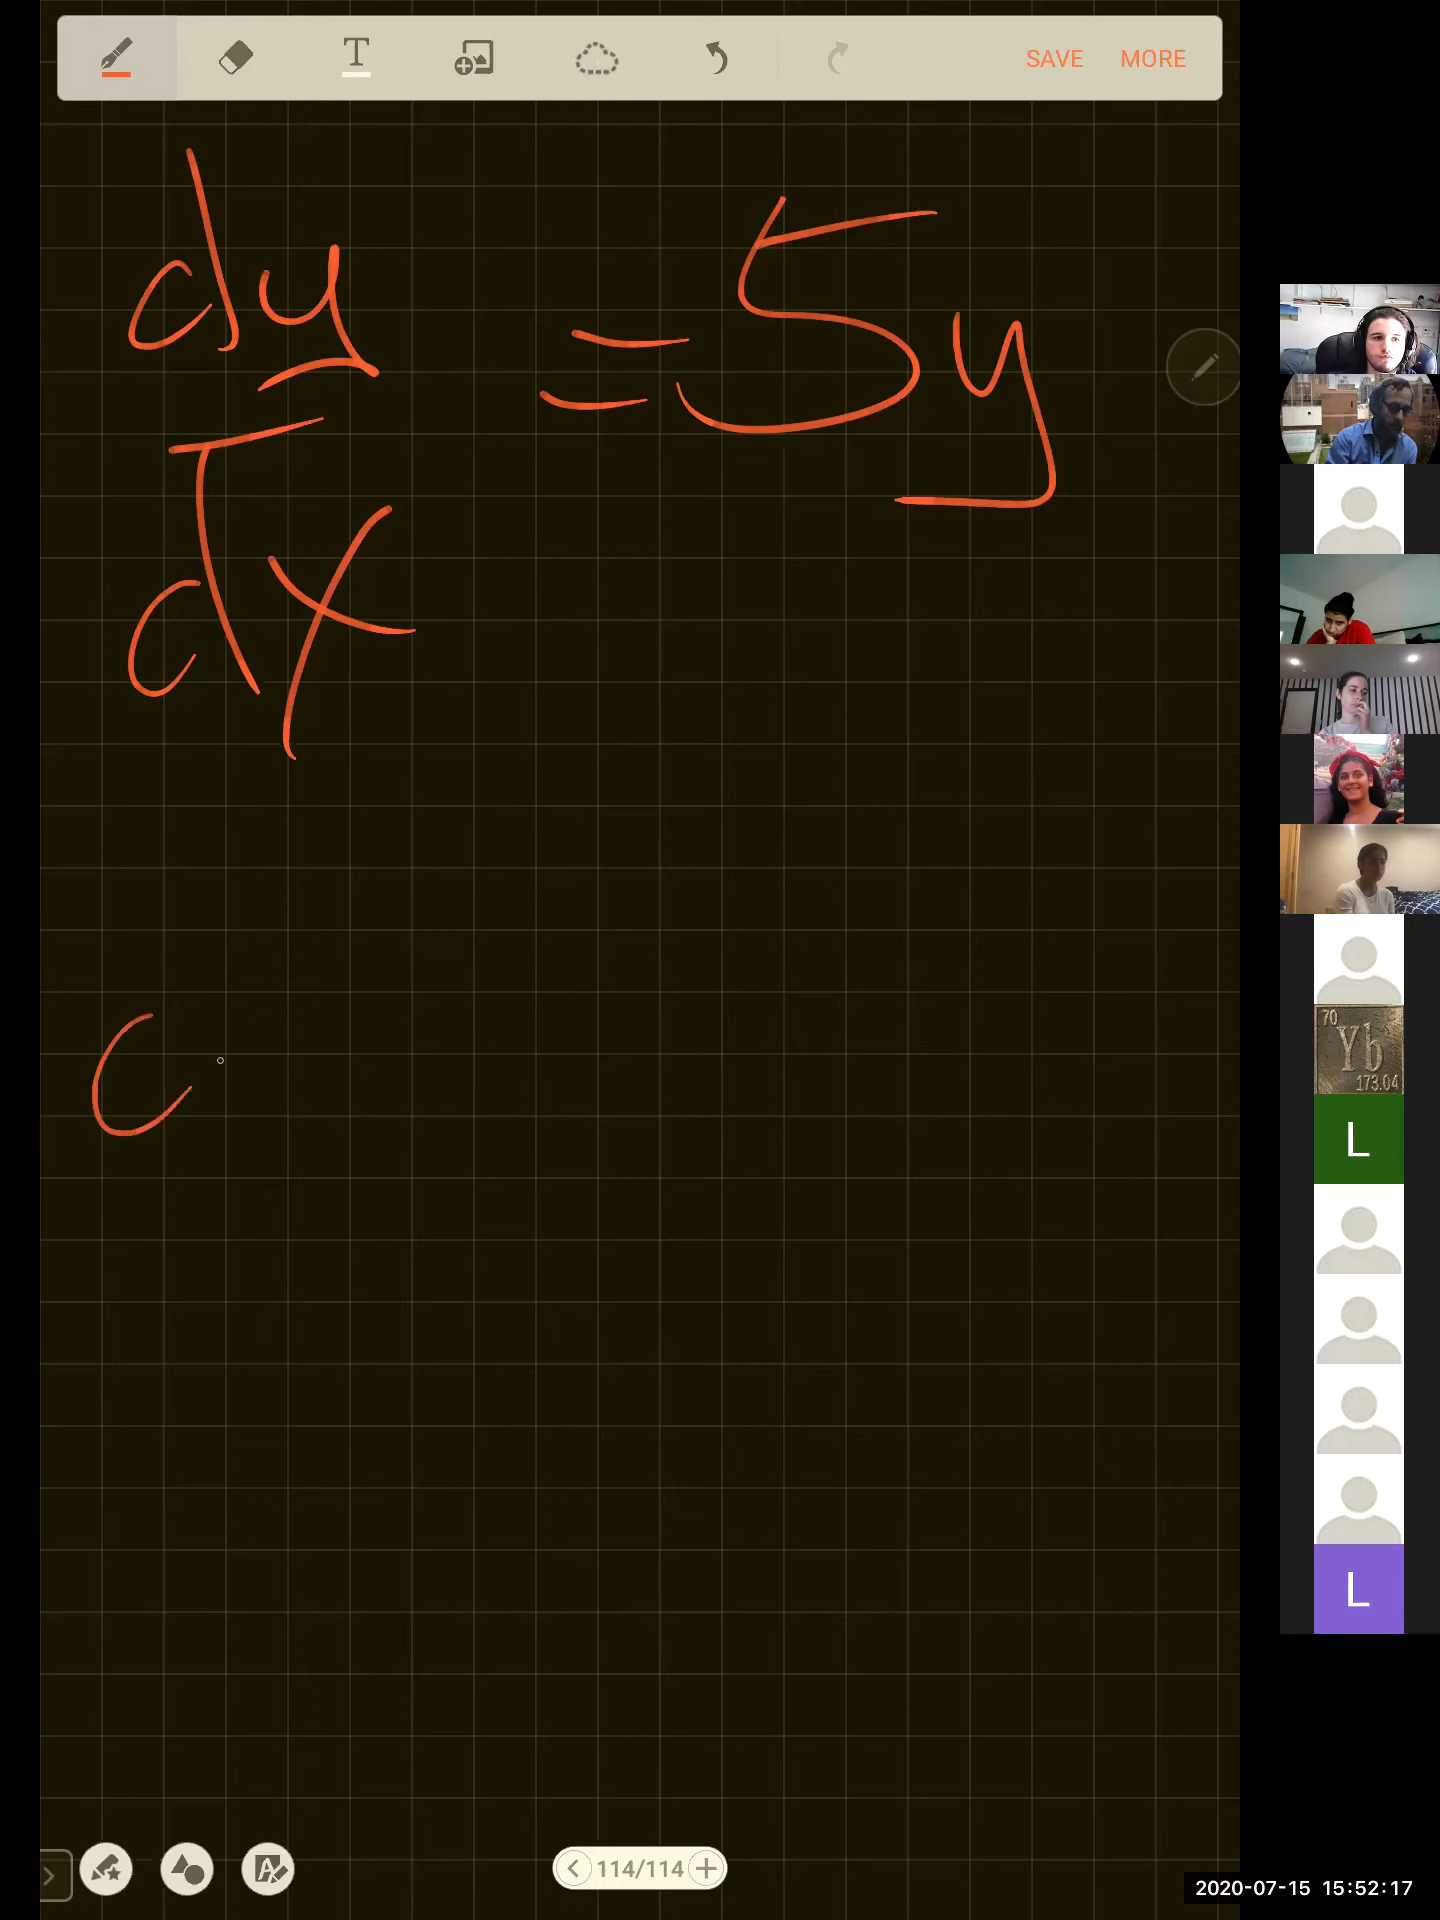 T SAVE MORE
dy/dx = 5y
C
70
Yb
173.04
L
L
114/114
A
2020-07-15 15:52:17